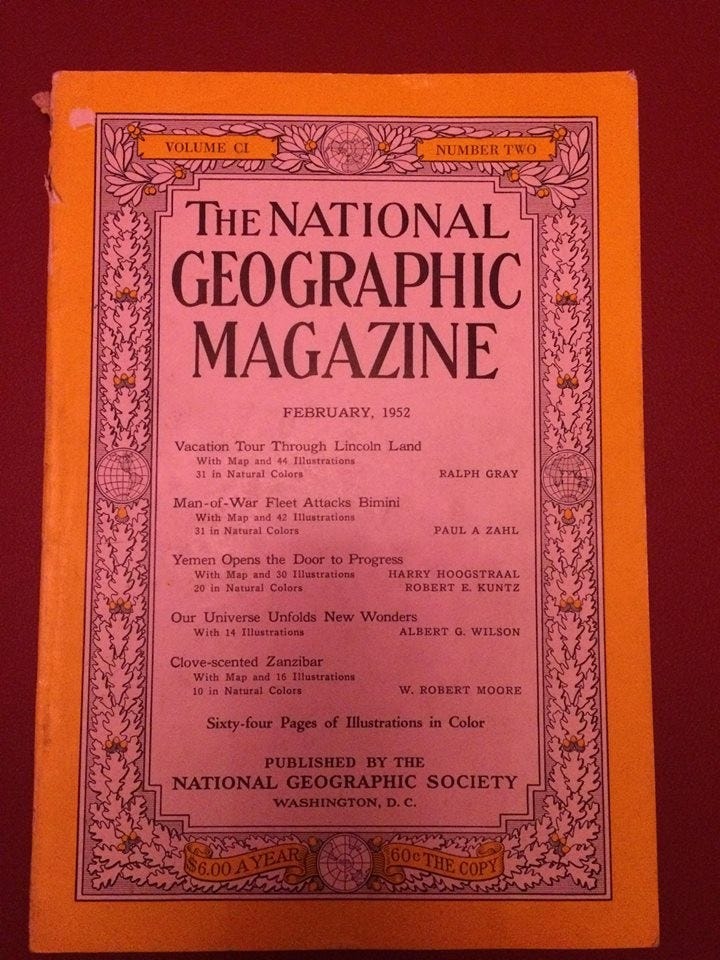 VOLUME CI NUMBER TWO
THE NATIONAL
GEOGRAPHIC
MAGAZINE
FEBRUARY, 1952
Vacation Tour Through Lincoln Land
With Map and 44 Illustrations
31 in Natural Colors RALPH GRAY
Man-of-War Fleet Attacks Bimini
With Map and 42 Illustrations
31 in Natural Colors PAUL A ZAHL
Yemen Opens the Door to Progress
With Map and 30 Illustrations HARRY HOOGSTRAAL
20 in Natural Colors ROBERT E. KUNTZ
Our Universe Unfolds New Wonders
With 14 Illustrations ALBERT G. WILSON
Clove-scented Zanzibar
With Map and 16 Illustrations
10 in Natural Colors W. ROBERT MOORE
Sixty-four Pages of Illustrations in Color
PUBLISHED BY THE
NATIONAL GEOGRAPHIC SOCIETY
WASHINGTON, D. C.
$6.00 A YEAR 60¢ THE COPY